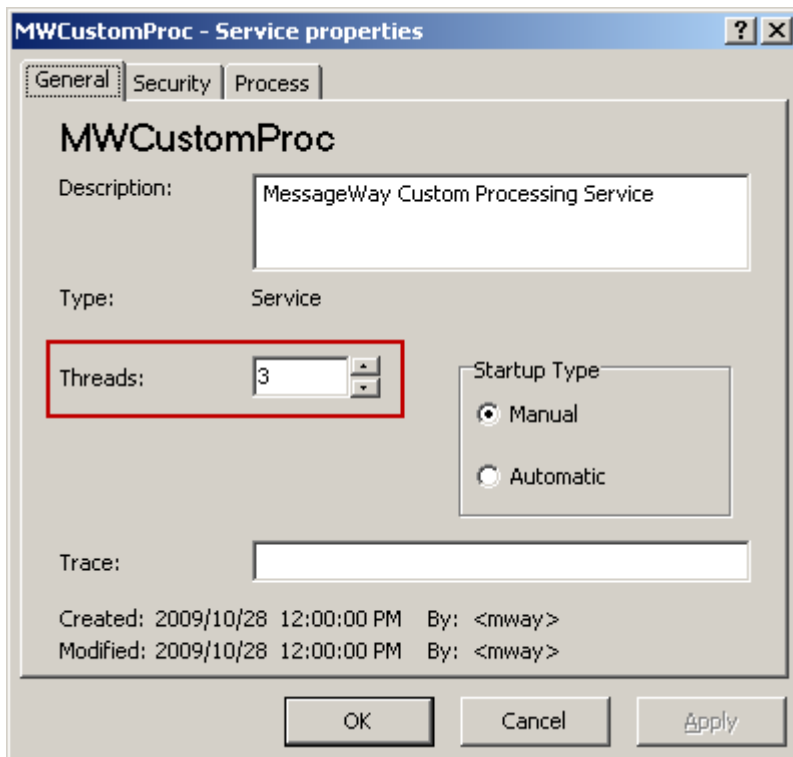 MWCustomProc - Service properties
General Security Process
MWCustomProc
Description: MessageWay Custom Processing Service
Type: Service
Threads: 3
Startup Type
Manual
Automatic
Trace:
Created: 2009/10/28 12:00:00 PM By: <mway>
Modified: 2009/10/28 12:00:00 PM By: <mway>
OK Cancel Apply